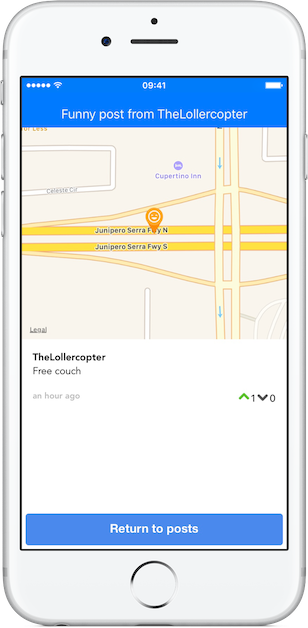 09:41
Funny post from TheLollercopter
Cupertino Inn
Celeste Cir
Junipero Serra Fwy N
Junipero Serra Fwy S
Legal
TheLollercopter
Free couch
an hour ago
1 0
Return to posts